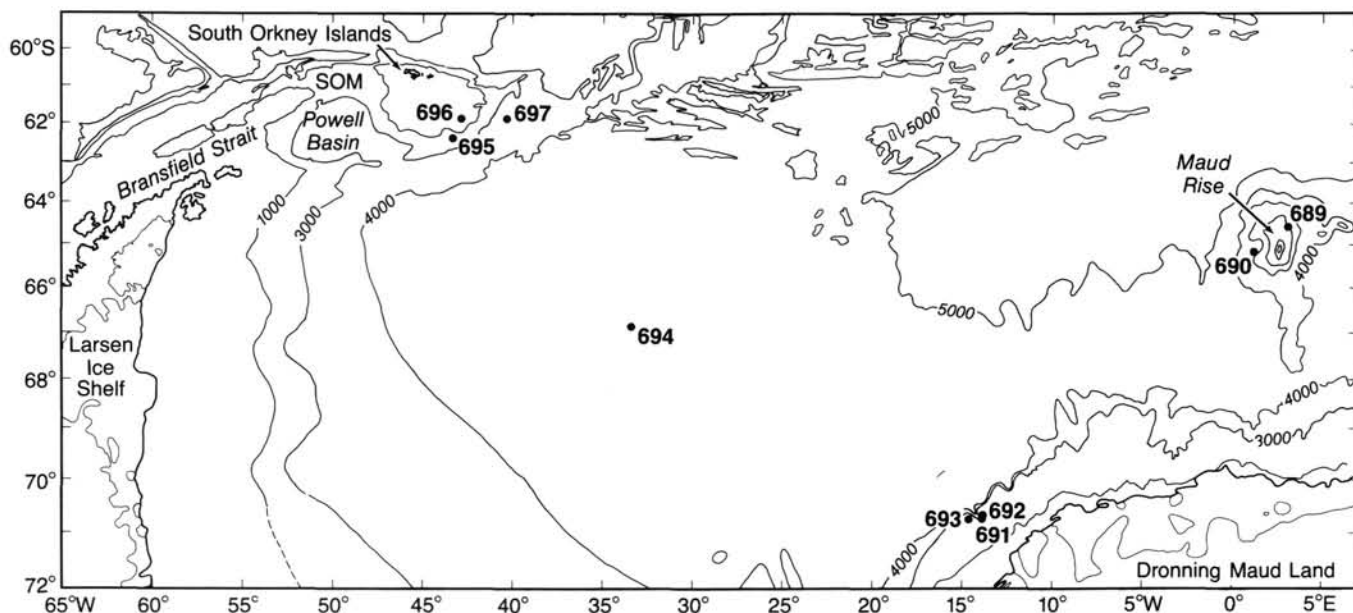 60°S
62°
64°
66°
68°
70°
72°
65°W
60°
55°
50°
45°
40°
35°
30°
25°
20°
15°
10°
5°W
0°
5°E
South Orkney Islands
SOM
696
697
695
Powell
Basin
Bransfield Strait
1000
3000
4000
Larsen
Ice
Shelf
694
5000
5000
Maud
Rise
689
690
4000
4000
3000
692
693
691
4000
Dronning Maud Land